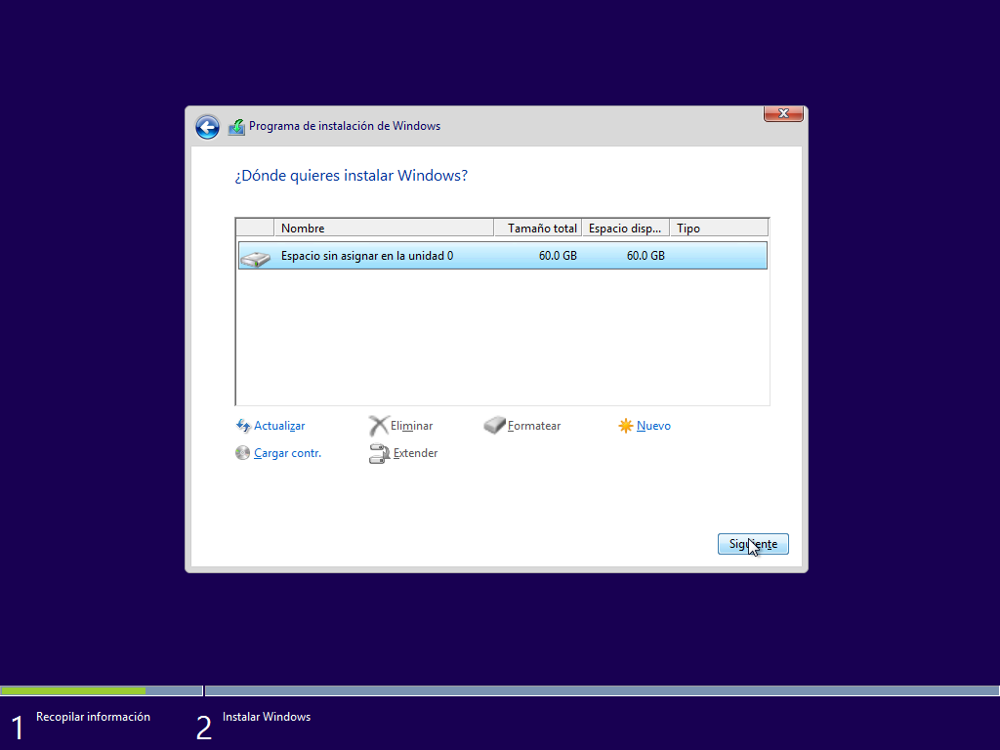 Programa de instalación de Windows
¿Dónde quieres instalar Windows?
Nombre Tamaño total Espacio disp... Tipo
Espacio sin asignar en la unidad 0 60.0 GB 60.0 GB
Actualizar Eliminar Formatear Nuevo
Cargar contr. Extender
Siguiente
1 Recopilar información 2 Instalar Windows